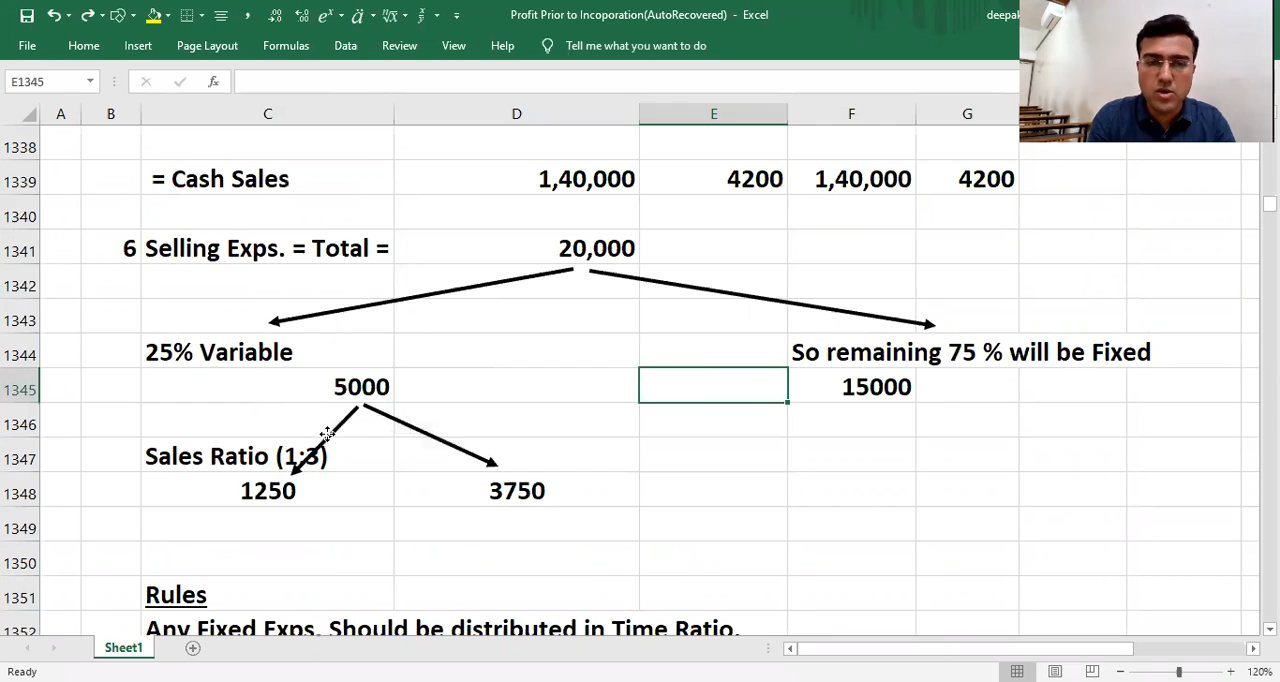 Profit Prior to Incoporation(AutoRecovered) - Excel
deepak
File Home Insert Page Layout Formulas Data Review View Help Tell me what you want to do
E1345
fx
A B C D E F G
1338
1339 = Cash Sales 1,40,000 4200 1,40,000 4200
1340
1341 6 Selling Exps. = Total = 20,000
1342
1343
1344 25% Variable So remaining 75 % will be Fixed
1345 5000 15000
1346
1347 Sales Ratio (1:3)
1348 1250 3750
1349
1350
1351 Rules
1352 Any Fixed Exps. Should be distributed in Time Ratio.
Sheet1
Ready 120%